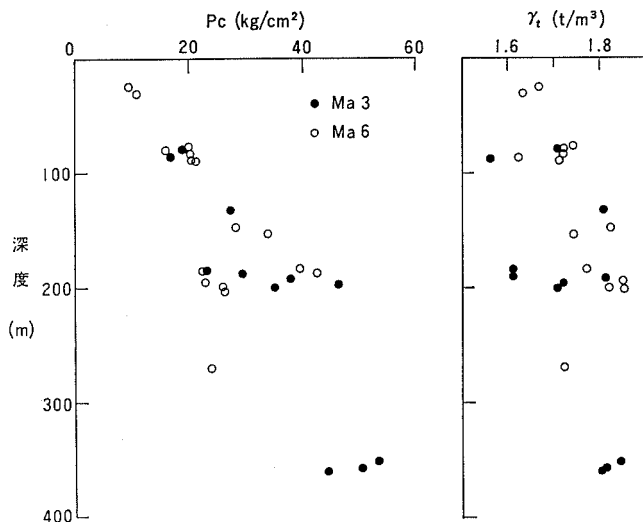 Pc (kg/cm²)
0 20 40 60
γt (t/m³)
1.6 1.8
● Ma 3
○ Ma 6
100
200
300
400
深度
(m)